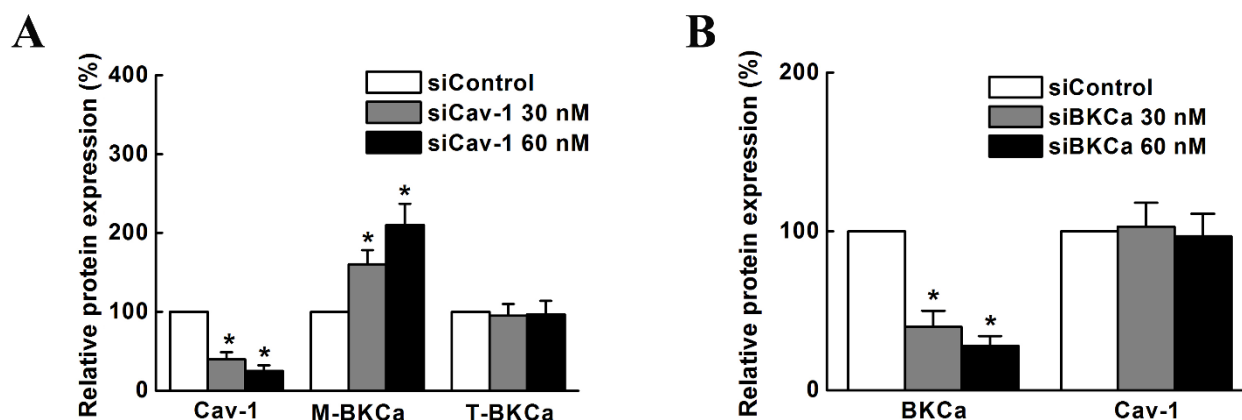 A
Relative protein expression (%)
400
300
200
100
0
siControl
siCav-1 30 nM
siCav-1 60 nM
*
*
*
*
Cav-1
M-BKCa
T-BKCa
B
Relative protein expression (%)
200
100
0
siControl
siBKCa 30 nM
siBKCa 60 nM
*
*
BKCa
Cav-1